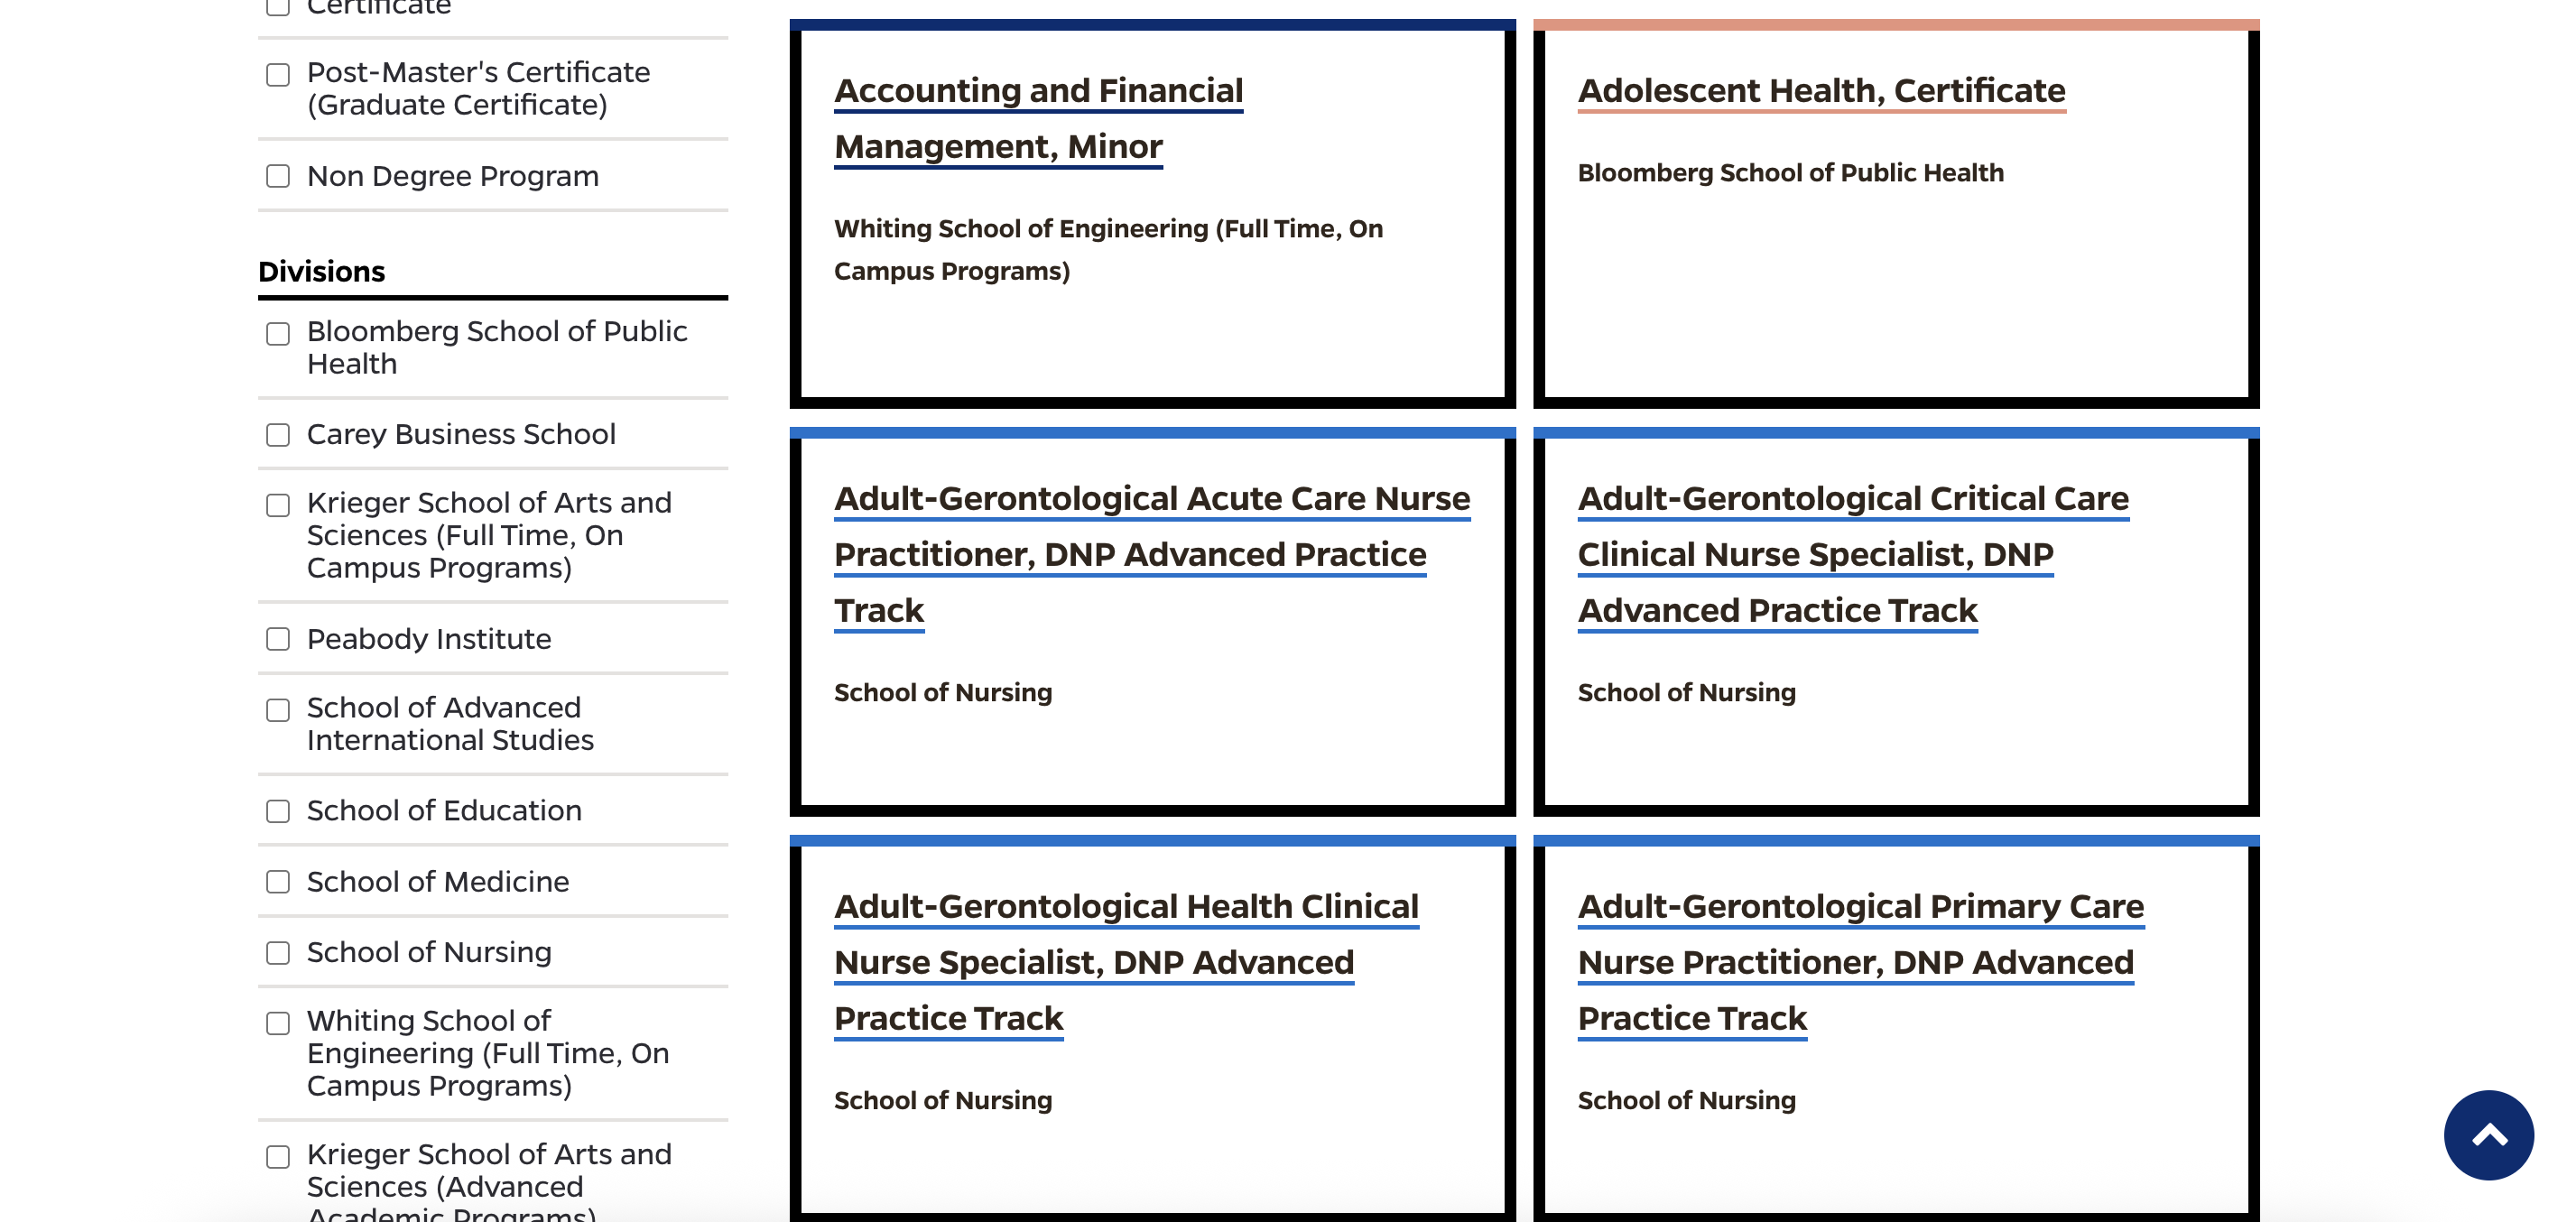 Certificate
Post-Master's Certificate
(Graduate Certificate)
Non Degree Program
Divisions
Bloomberg School of Public
Health
Carey Business School
Krieger School of Arts and
Sciences (Full Time, On
Campus Programs)
Peabody Institute
School of Advanced
International Studies
School of Education
School of Medicine
School of Nursing
Whiting School of
Engineering (Full Time, On
Campus Programs)
Krieger School of Arts and
Sciences (Advanced
Academic Programs)
Accounting and Financial
Management, Minor
Whiting School of Engineering (Full Time, On
Campus Programs)
Adolescent Health, Certificate
Bloomberg School of Public Health
Adult-Gerontological Acute Care Nurse
Practitioner, DNP Advanced Practice
Track
School of Nursing
Adult-Gerontological Critical Care
Clinical Nurse Specialist, DNP
Advanced Practice Track
School of Nursing
Adult-Gerontological Health Clinical
Nurse Specialist, DNP Advanced
Practice Track
School of Nursing
Adult-Gerontological Primary Care
Nurse Practitioner, DNP Advanced
Practice Track
School of Nursing